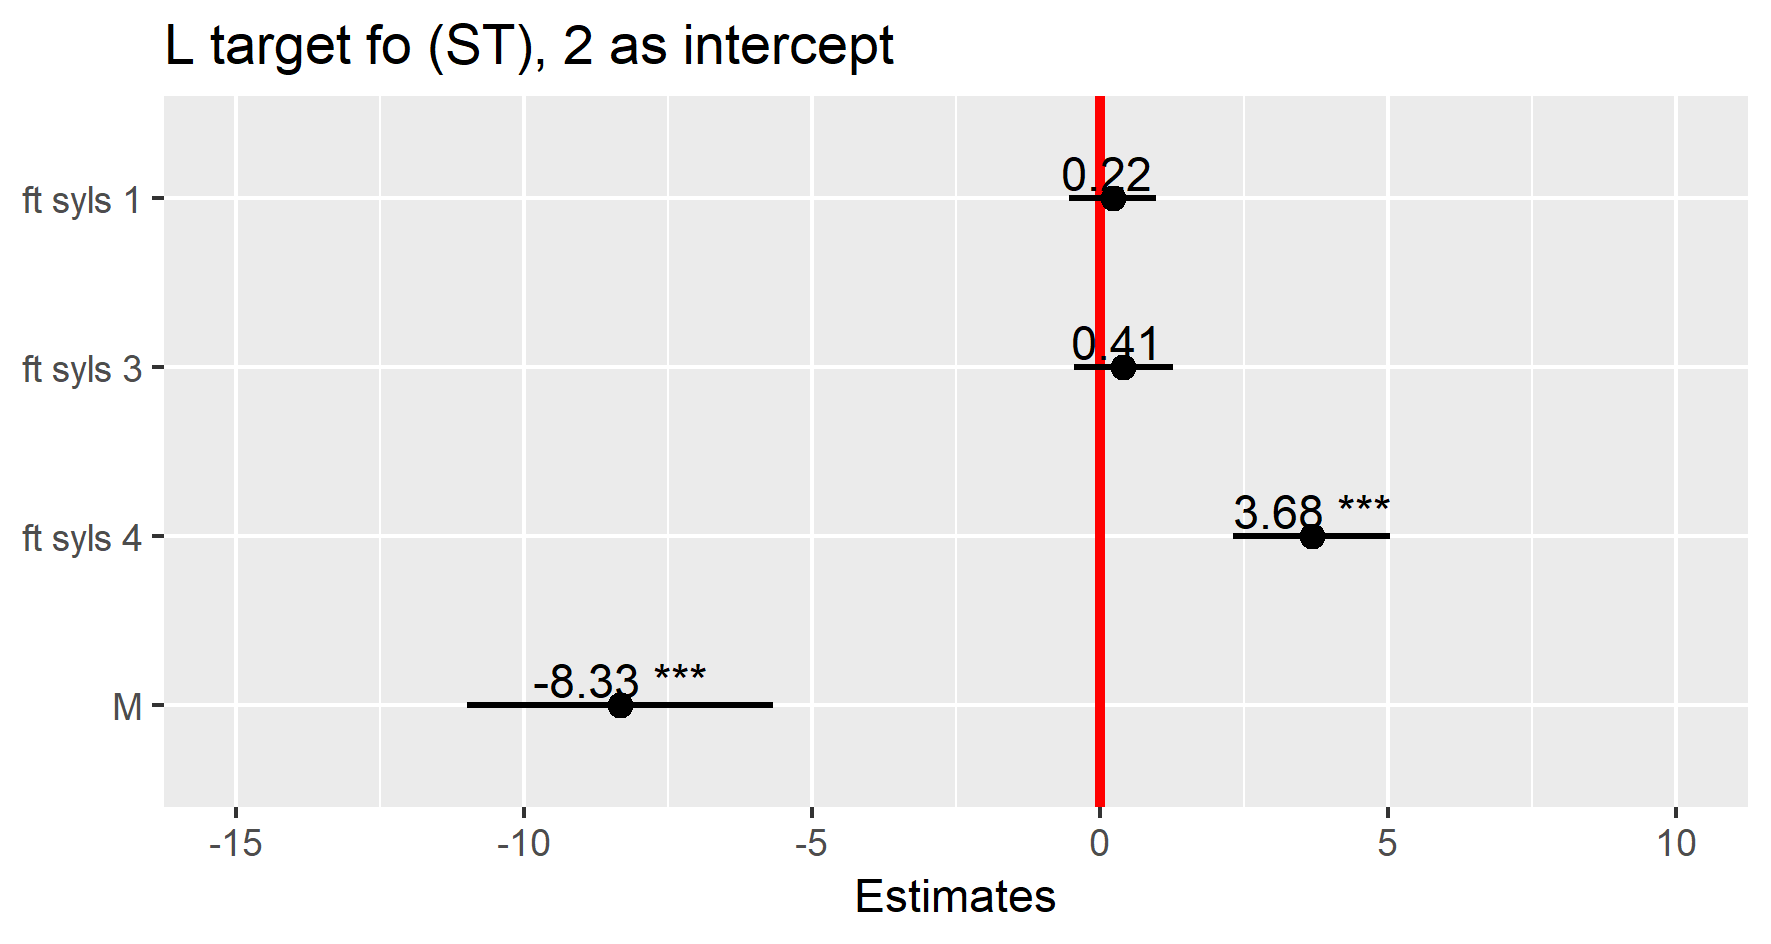 L target fo (ST), 2 as intercept
ft syls 1
0.22
ft syls 3
0.41
ft syls 4
3.68 ***
M
-8.33 ***
-15 -10 -5 0 5 10
Estimates